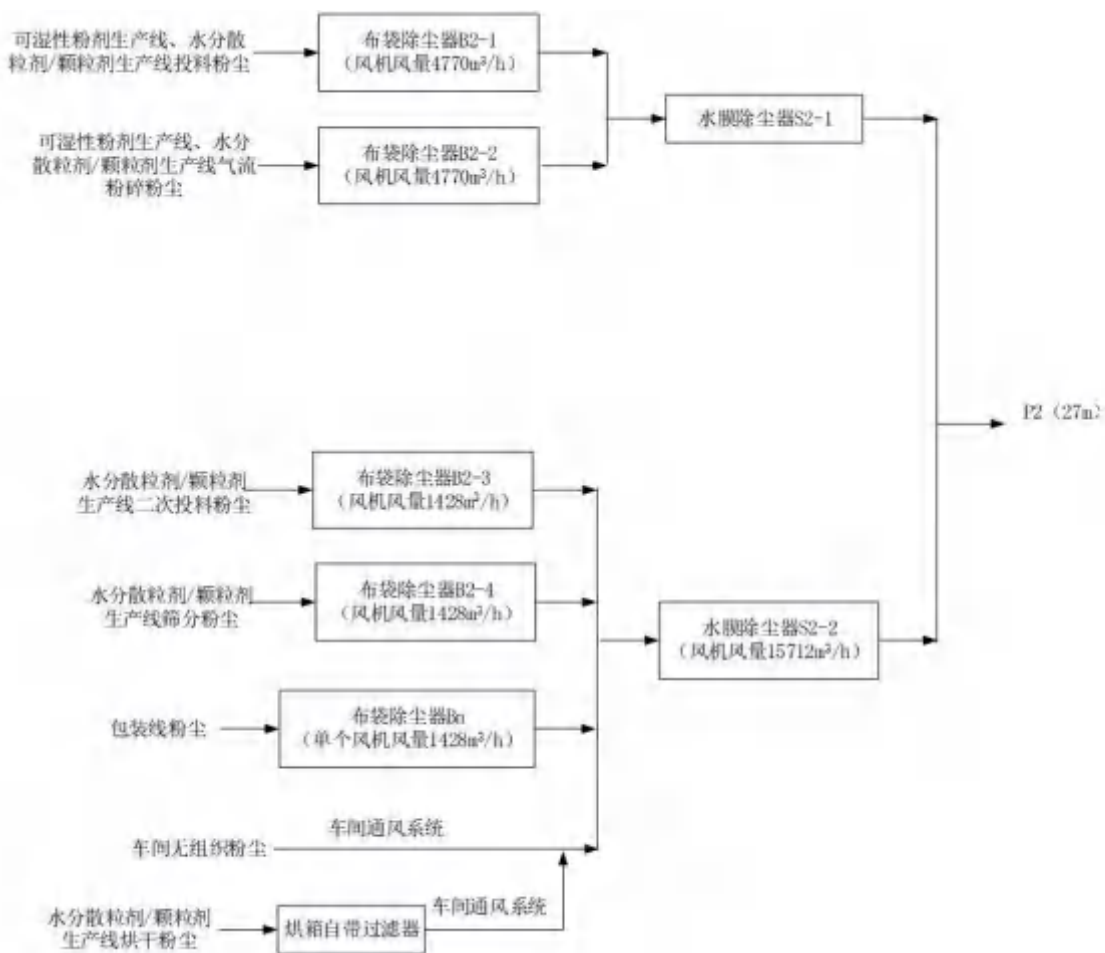 可湿性粉剂生产线、水分散
粒剂/颗粒剂生产线投料粉尘
布袋除尘器B2-1
(风机风量4770m³/h)
水膜除尘器S2-1
可湿性粉剂生产线、水分
散粒剂/颗粒剂生产线气流
粉碎粉尘
布袋除尘器B2-2
(风机风量4770m³/h)
P2（27m）
水分散粒剂/颗粒剂
生产线二次投料粉尘
布袋除尘器B2-3
(风机风量1428m³/h)
水分散粒剂/颗粒剂
生产线筛分粉尘
布袋除尘器B2-4
(风机风量1428m³/h)
水膜除尘器S2-2
(风机风量15712m³/h)
包装线粉尘
布袋除尘器Bn
(单个风机风量1428m³/h)
车间通风系统
车间无组织粉尘
车间通风系统
水分散粒剂/颗粒剂
生产线烘干粉尘
烘箱自带过滤器